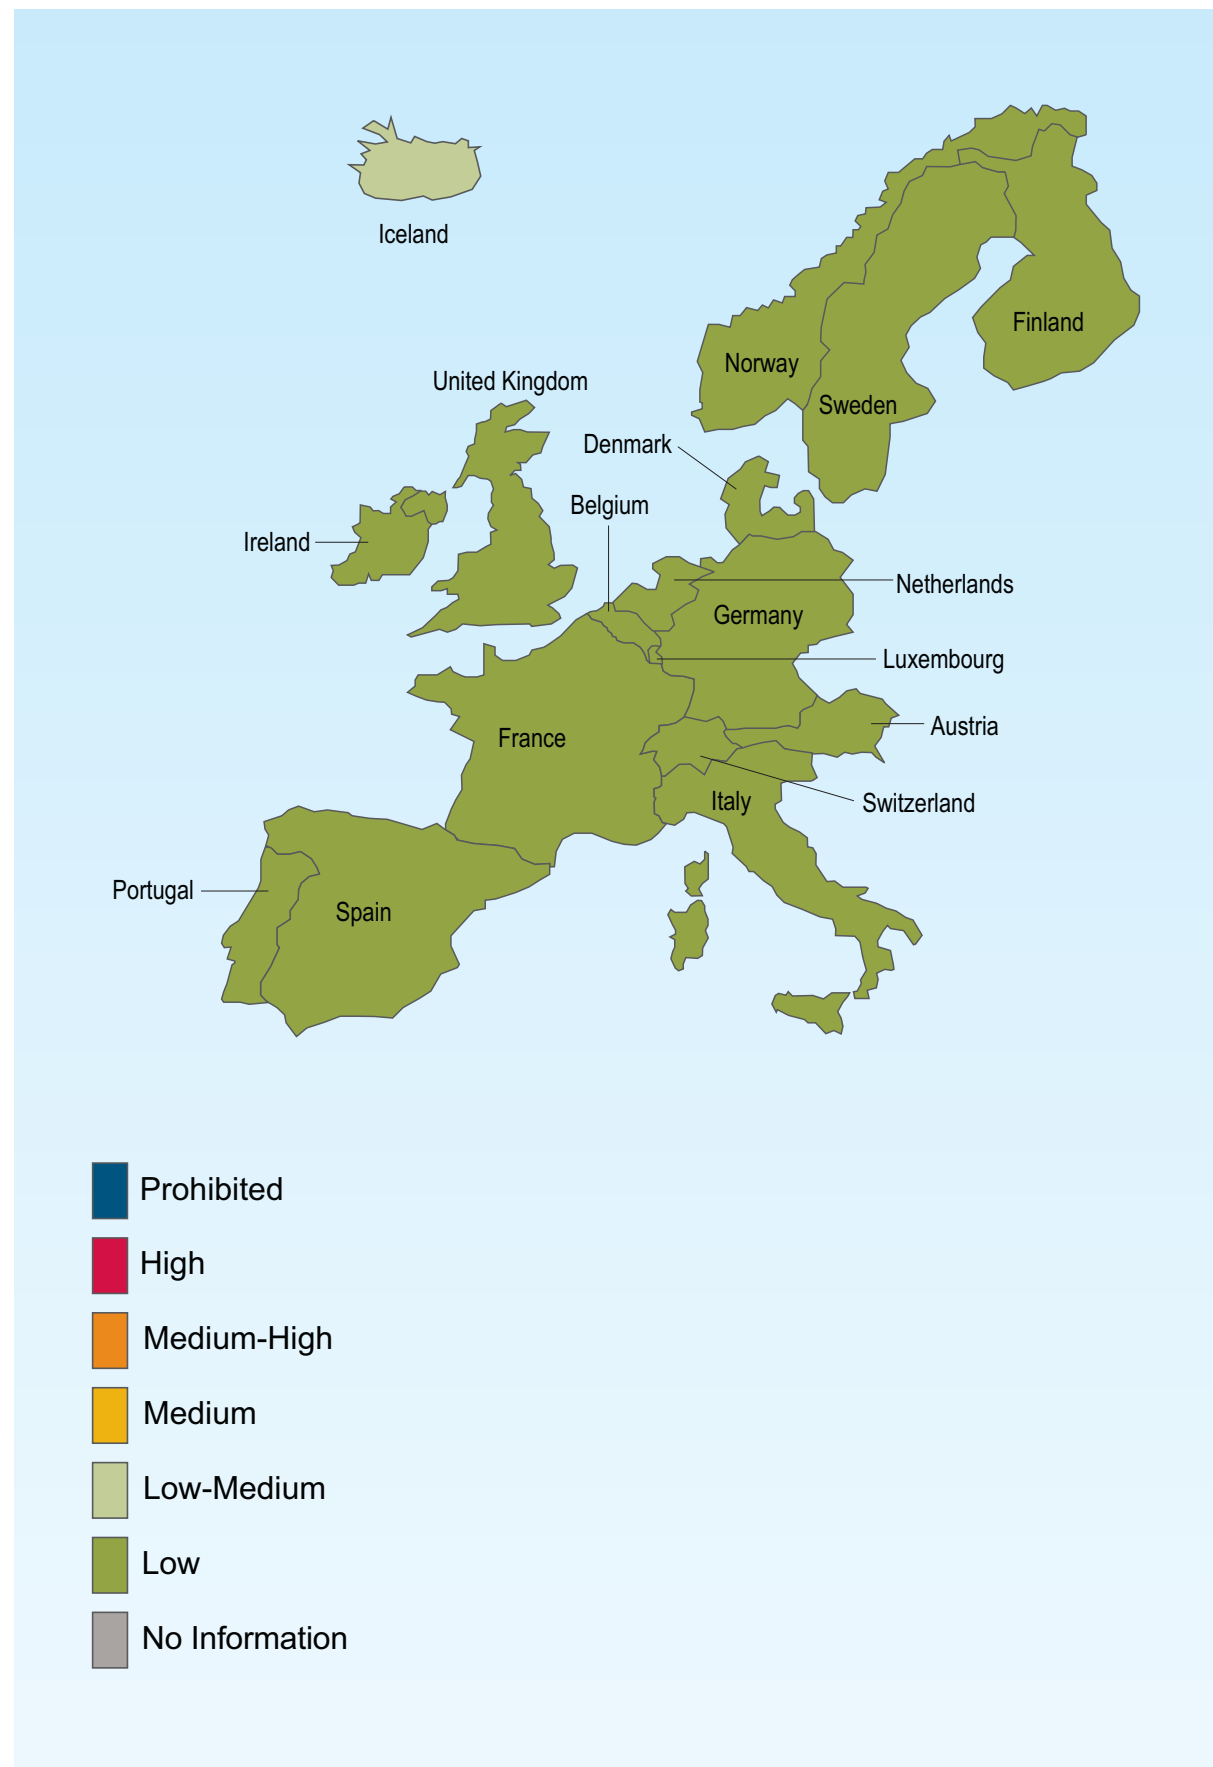 Iceland
Finland
Norway
United Kingdom
Sweden
Denmark
Belgium
Ireland
Netherlands
Germany
Luxembourg
Austria
France
Italy
Switzerland
Portugal
Spain
Prohibited
High
Medium-High
Medium
Low-Medium
Low
No Information